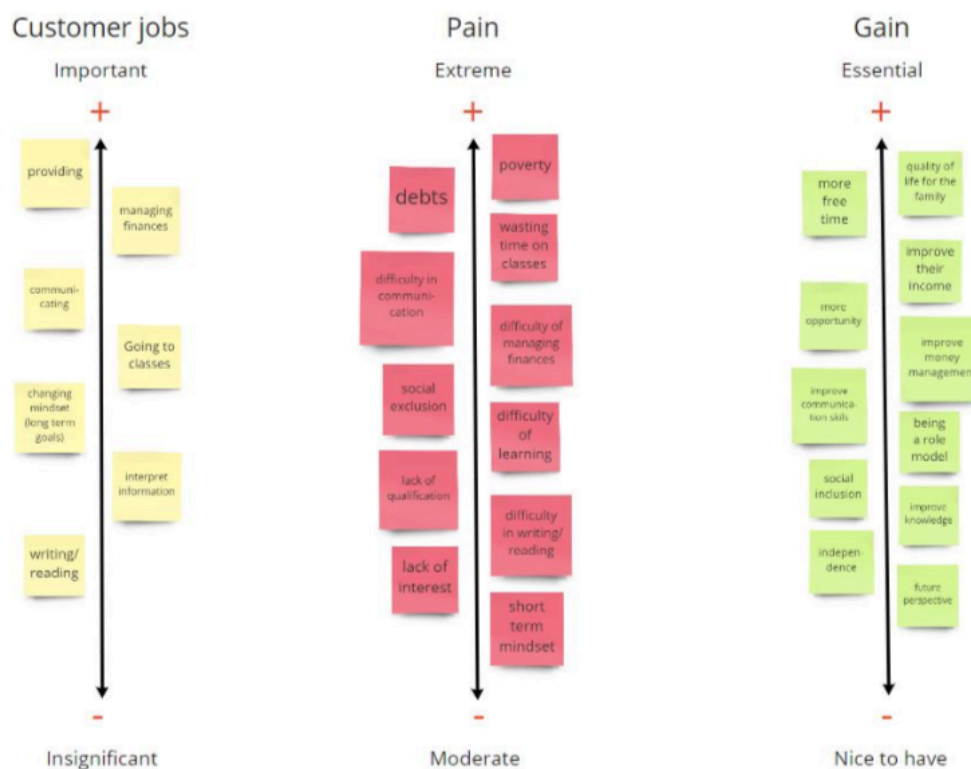 Customer jobs
Important
+
providing
managing
finances
communi-
cating
Going to
classes
changing
mindset
(long term
goals)
interpret
information
writing/
reading
-
Insignificant
Pain
Extreme
+
poverty
debts
wasting
time on
classes
difficulty in
communi-
cation
difficulty of
managing
finances
social
exclusion
difficulty
of
learning
lack of
qualification
difficulty
in writing/
reading
lack of
interest
short
term
mindset
-
Moderate
Gain
Essential
+
quality of
life for the
family
more
free
time
improve
their
income
more
opportunity
improve
money
management
improve
communica-
tion skils
being
a role
model
social
inclusion
improve
knowledge
indepen-
dence
future
perspective
-
Nice to have